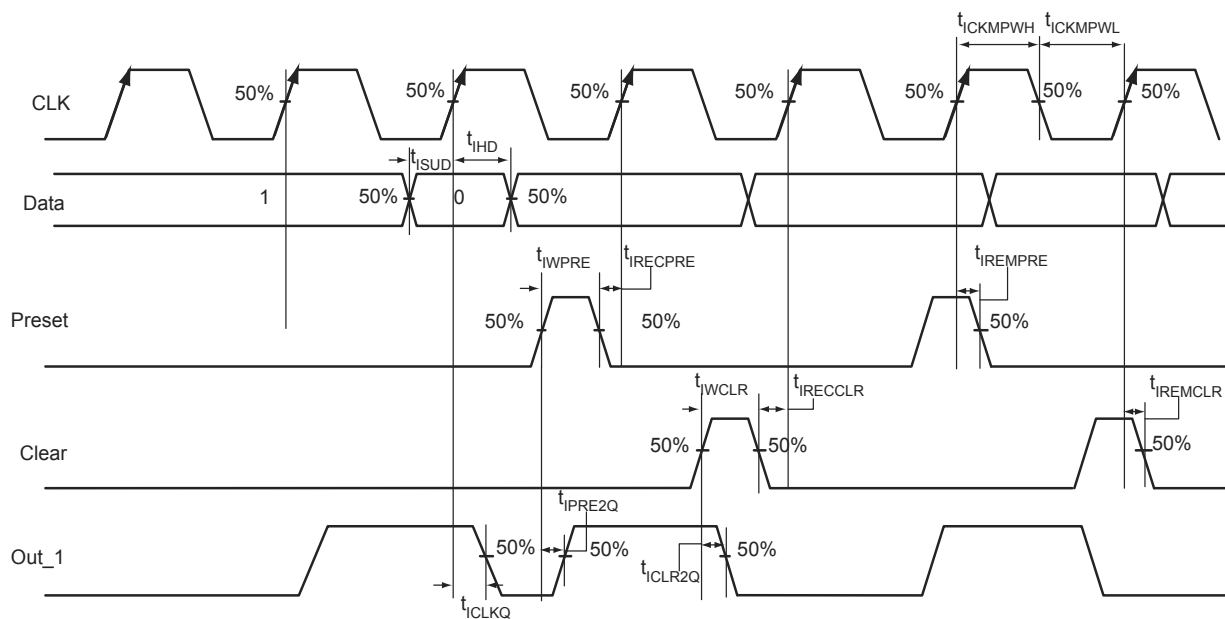 tICKMPWH tICKMPWL
CLK 50% 50% 50% 50% 50% 50% 50%
tISUD tIHD
Data 1 50% 0 50%
tIWPRE tIRECPRE tIREMPRE
Preset 50% 50% 50%
tIWCLR tIRECCLR tIREMCLR
Clear 50% 50% 50%
tIPRE2Q
Out_1 50% 50% tICLR2Q 50%
tICLKQ